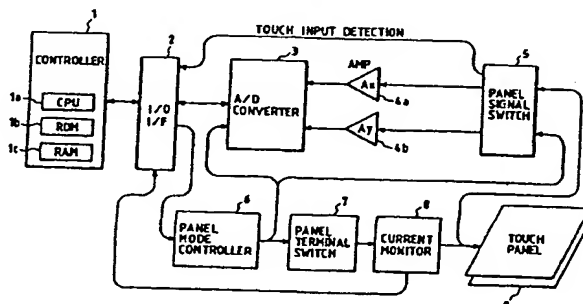 1
CONTROLLER
1a
CPU
1b
ROM
1c
RAM
2
I/O
I/F
TOUCH INPUT DETECTION
3
A/D
CONVERTER
AMP
Ax
4a
Ay
4b
5
PANEL
SIGNAL
SWITCH
6
PANEL
MODE
CONTROLLER
7
PANEL
TERMINAL
SWITCH
8
CURRENT
MONITOR
TOUCH
PANEL